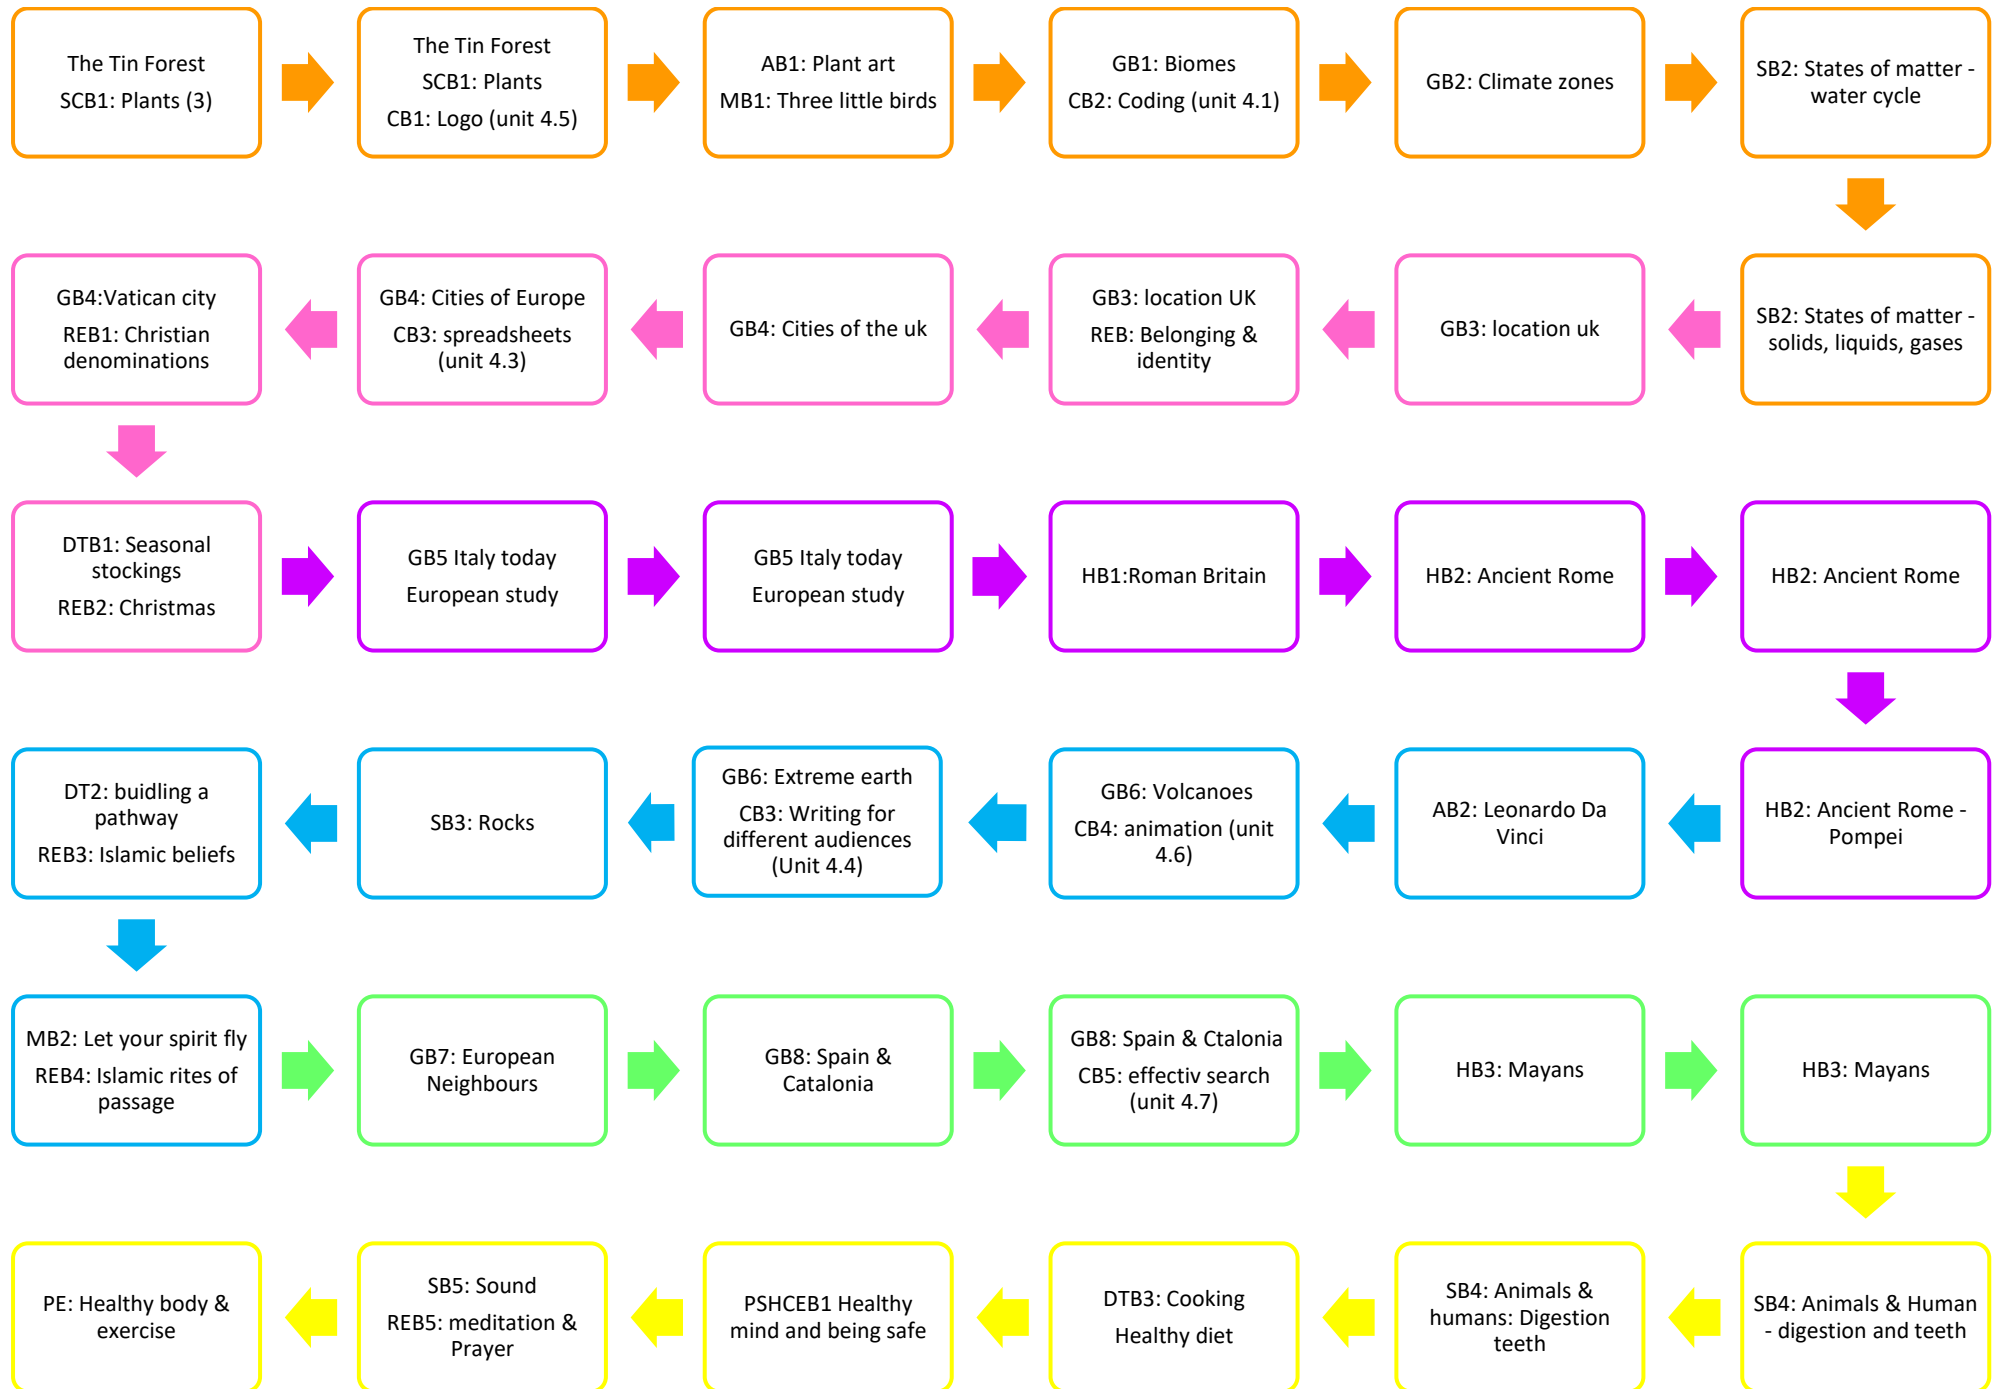 The Tin Forest
SCB1: Plants (3)
The Tin Forest
SCB1: Plants
CB1: Logo (unit 4.5)
AB1: Plant art
MB1: Three little birds
GB1: Biomes
CB2: Coding (unit 4.1)
GB2: Climate zones
SB2: States of matter -
water cycle
SB2: States of matter -
solids, liquids, gases
GB3: location uk
GB3: location UK
REB: Belonging &
identity
GB4: Cities of the uk
GB4: Cities of Europe
CB3: spreadsheets
(unit 4.3)
GB4:Vatican city
REB1: Christian
denominations
DTB1: Seasonal
stockings
REB2: Christmas
GB5 Italy today
European study
GB5 Italy today
European study
HB1:Roman Britain
HB2: Ancient Rome
HB2: Ancient Rome
HB2: Ancient Rome -
Pompei
AB2: Leonardo Da
Vinci
GB6: Volcanoes
CB4: animation (unit
4.6)
GB6: Extreme earth
CB3: Writing for
different audiences
(Unit 4.4)
SB3: Rocks
DT2: buidling a
pathway
REB3: Islamic beliefs
MB2: Let your spirit fly
REB4: Islamic rites of
passage
GB7: European
Neighbours
GB8: Spain &
Catalonia
GB8: Spain & Ctalonia
CB5: effectiv search
(unit 4.7)
HB3: Mayans
HB3: Mayans
SB4: Animals & Human
- digestion and teeth
SB4: Animals &
humans: Digestion
teeth
DTB3: Cooking
Healthy diet
PSHCEB1 Healthy
mind and being safe
SB5: Sound
REB5: meditation &
Prayer
PE: Healthy body &
exercise